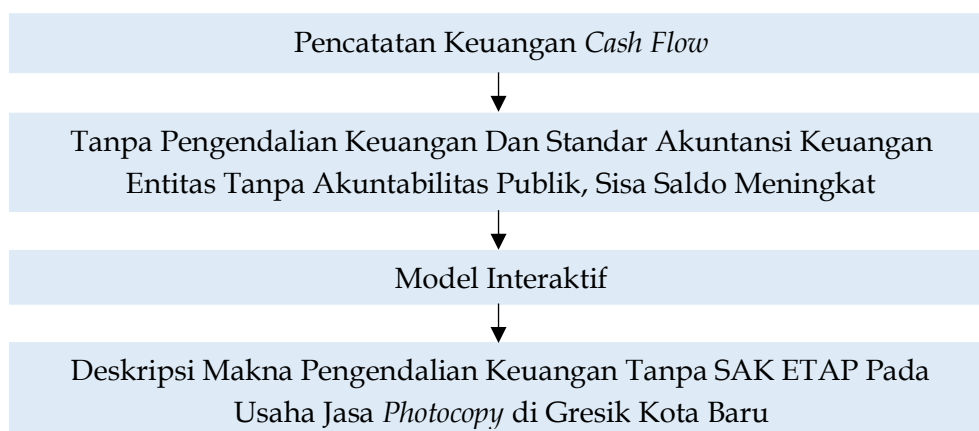 Pencatatan Keuangan Cash Flow
Tanpa Pengendalian Keuangan Dan Standar Akuntansi Keuangan
Entitas Tanpa Akuntabilitas Publik, Sisa Saldo Meningkat
Model Interaktif
Deskripsi Makna Pengendalian Keuangan Tanpa SAK ETAP Pada
Usaha Jasa Photocopy di Gresik Kota Baru